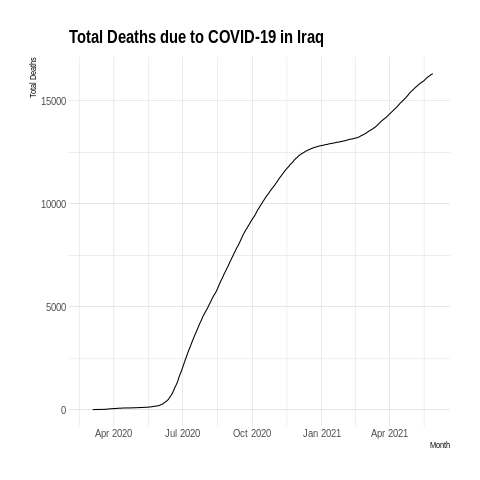 Total Deaths due to COVID-19 in Iraq
Total Deaths
15000
10000
5000
0
Apr 2020 Jul 2020 Oct 2020 Jan 2021 Apr 2021
Month